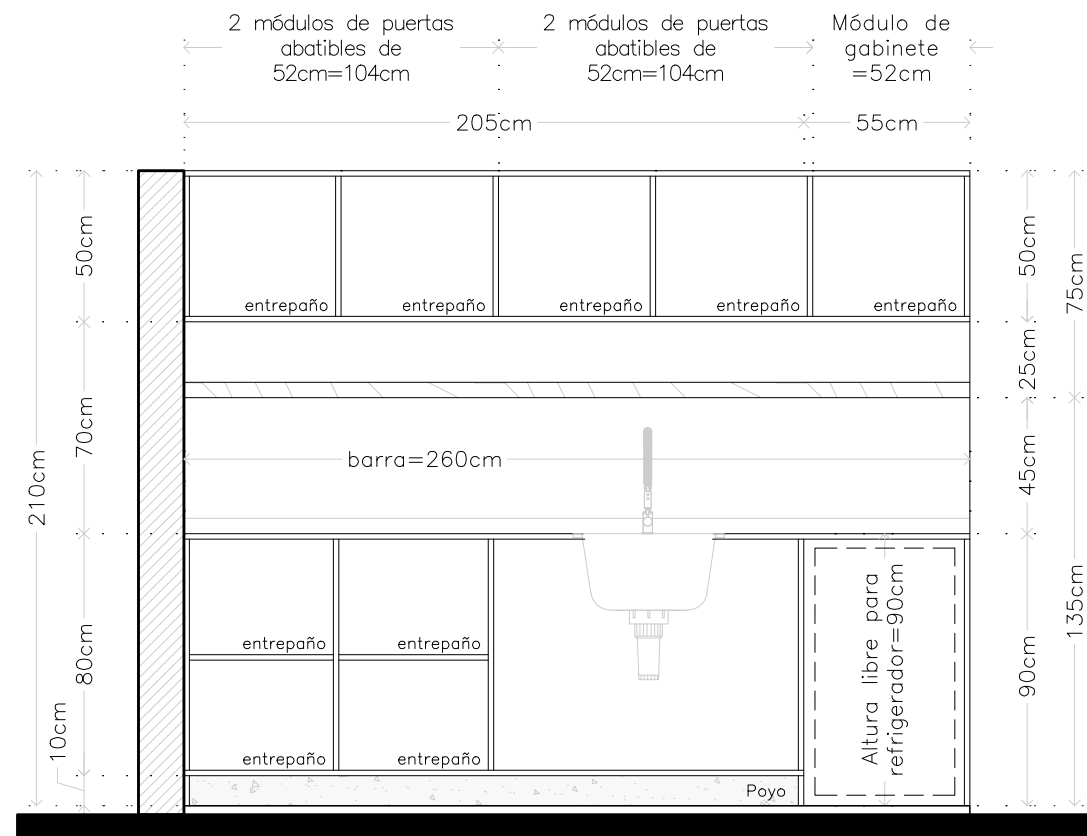 2 módulos de puertas
abatibles de
52cm=104cm
2 módulos de puertas
abatibles de
52cm=104cm
Módulo de
gabinete
=52cm
205cm
55cm
210cm
50cm
70cm
80cm
10cm
entrepaño
entrepaño
entrepaño
entrepaño
entrepaño
barra=260cm
entrepaño
entrepaño
entrepaño
entrepaño
Poyo
Altura libre para
refrigerador=90cm
50cm
25cm
45cm
90cm
75cm
135cm